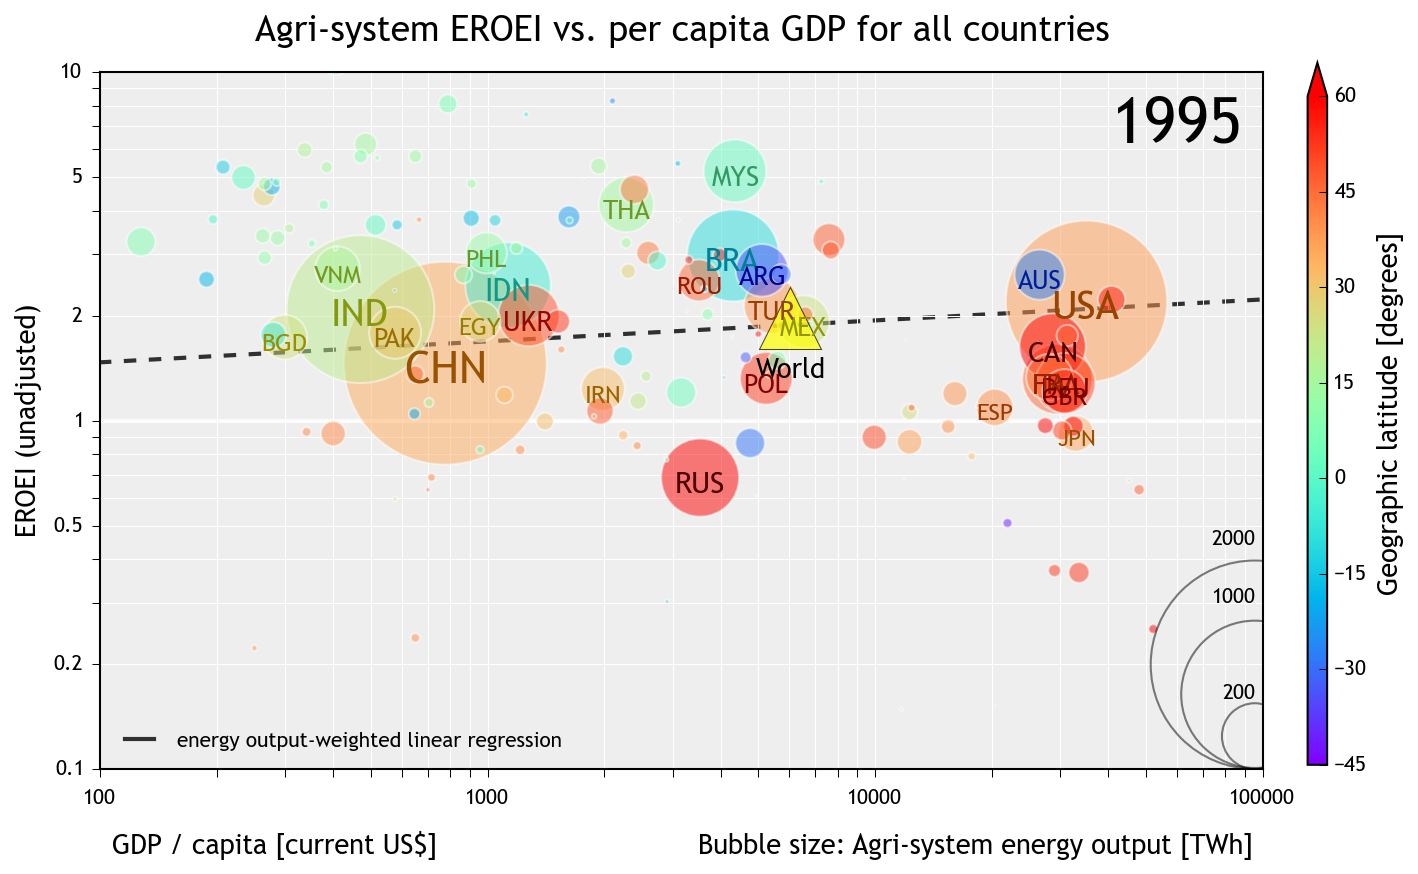 Agri-system EROEI vs. per capita GDP for all countries
1995
10
5
2
1
0.5
0.2
0.1
EROEI (unadjusted)
MYS
THA
BRA
ARG
PHL
VNM
IDN
ROU
AUS
IND
TUR
USA
UKR
EGY
MEX
PAK
BGD
CAN
CHN
World
POL
IRN
GBR
ESP
JPN
RUS
2000
1000
200
energy output-weighted linear regression
100
1000
10000
100000
GDP / capita [current US$]
Bubble size: Agri-system energy output [TWh]
60
45
30
15
0
−15
−30
−45
Geographic latitude [degrees]